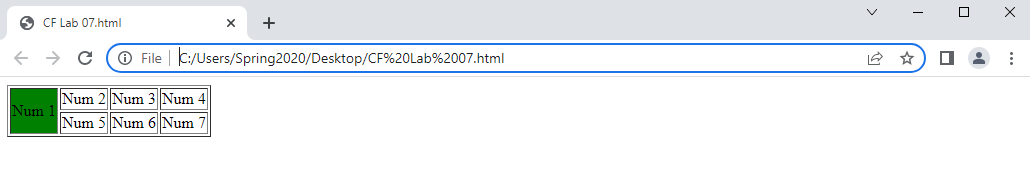 CF Lab 07.html
File
C:/Users/Spring2020/Desktop/CF%20Lab%2007.html
Num 1 Num 2 Num 3 Num 4
Num 5 Num 6 Num 7